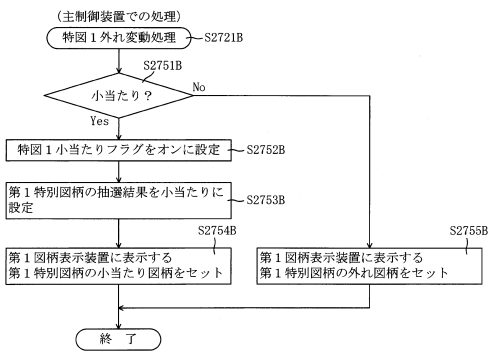 (主制御装置での処理)
特図1外れ変動処理
S2721B
S2751B
小当たり?
No
Yes
特図1小当たりフラグをオンに設定
S2752B
第1特別図柄の抽選結果を小当たりに
設定
S2753B
S2754B
第1図柄表示装置に表示する
第1特別図柄の小当たり図柄をセット
S2755B
第1図柄表示装置に表示する
第1特別図柄の外れ図柄をセット
終 了